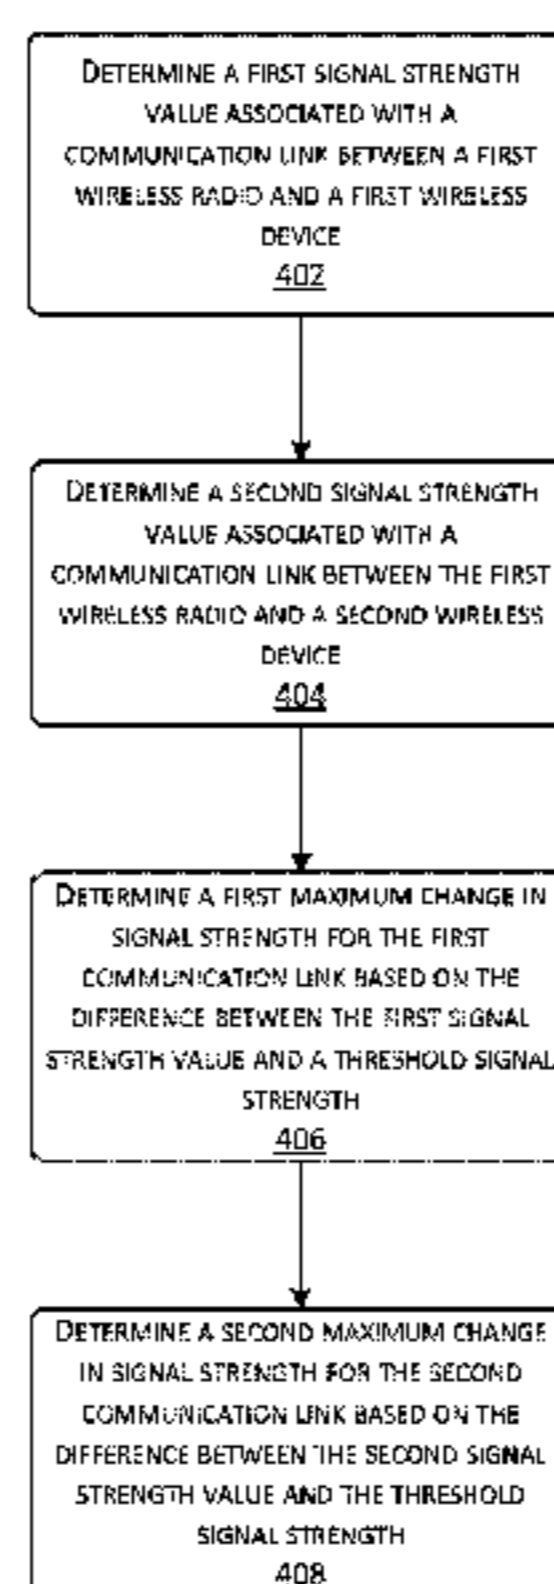 DETERMINE A FIRST SIGNAL STRENGTH
VALUE ASSOCIATED WITH A
COMMUNICATION LINK BETWEEN A FIRST
WIRELESS RADIO AND A FIRST WIRELESS
DEVICE
402
DETERMINE A SECOND SIGNAL STRENGTH
VALUE ASSOCIATED WITH A
COMMUNICATION LINK BETWEEN THE FIRST
WIRELESS RADIO AND A SECOND WIRELESS
DEVICE
404
DETERMINE A FIRST MAXIMUM CHANGE IN
SIGNAL STRENGTH FOR THE FIRST
COMMUNICATION LINK BASED ON THE
DIFFERENCE BETWEEN THE FIRST SIGNAL
STRENGTH VALUE AND A THRESHOLD SIGNAL
STRENGTH
406
DETERMINE A SECOND MAXIMUM CHANGE
IN SIGNAL STRENGTH FOR THE SECOND
COMMUNICATION LINK BASED ON THE
DIFFERENCE BETWEEN THE SECOND SIGNAL
STRENGTH VALUE AND THE THRESHOLD
SIGNAL STRENGTH
408